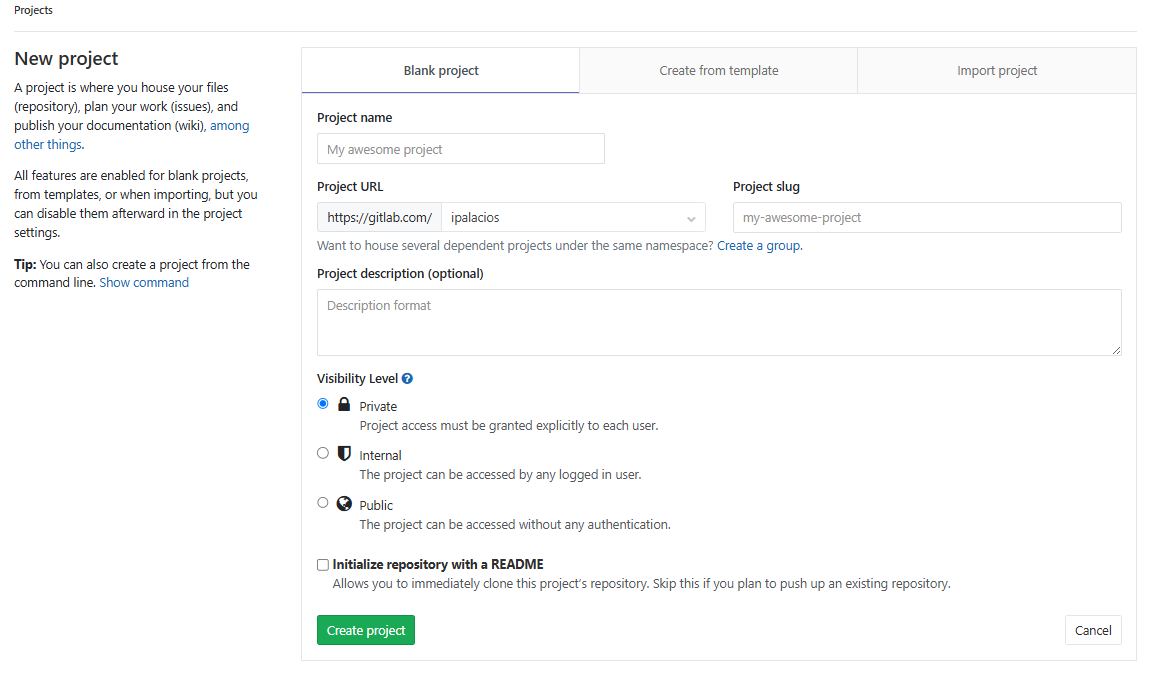 Projects
New project
A project is where you house your files
(repository), plan your work (issues), and
publish your documentation (wiki), among
other things.
All features are enabled for blank projects,
from templates, or when importing, but you
can disable them afterward in the project
settings.
Tip: You can also create a project from the
command line. Show command
Blank project
Create from template
Import project
Project name
My awesome project
Project URL
https://gitlab.com/
ipalacios
Project slug
my-awesome-project
Want to house several dependent projects under the same namespace? Create a group.
Project description (optional)
Description format
Visibility Level ?
Private
Project access must be granted explicitly to each user.
Internal
The project can be accessed by any logged in user.
Public
The project can be accessed without any authentication.
Initialize repository with a README
Allows you to immediately clone this project's repository. Skip this if you plan to push up an existing repository.
Create project
Cancel